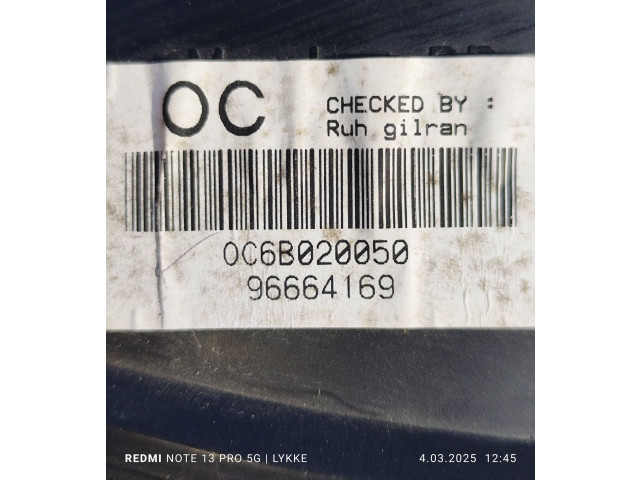 OC
CHECKED BY :
Ruh gilran
0C6B020050
96664169
REDMI NOTE 13 PRO 5G | LYKKE
4.03.2025 12:45